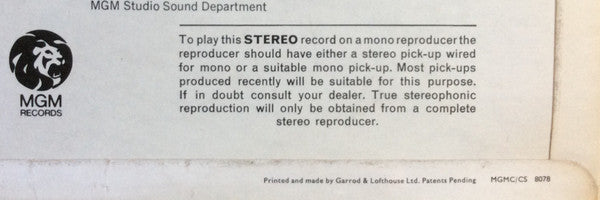 MGM Studio Sound Department
To play this STEREO record on a mono reproducer the
reproducer should have either a stereo pick-up wired
for mono or a suitable mono pick-up. Most pick-ups
produced recently will be suitable for this purpose.
If in doubt consult your dealer. True stereophonic
reproduction will only be obtained from a complete
stereo reproducer.
MGM
RECORDS
Printed and made by Garrod & Lofthouse Ltd. Patents Pending MGMC/CS 8078